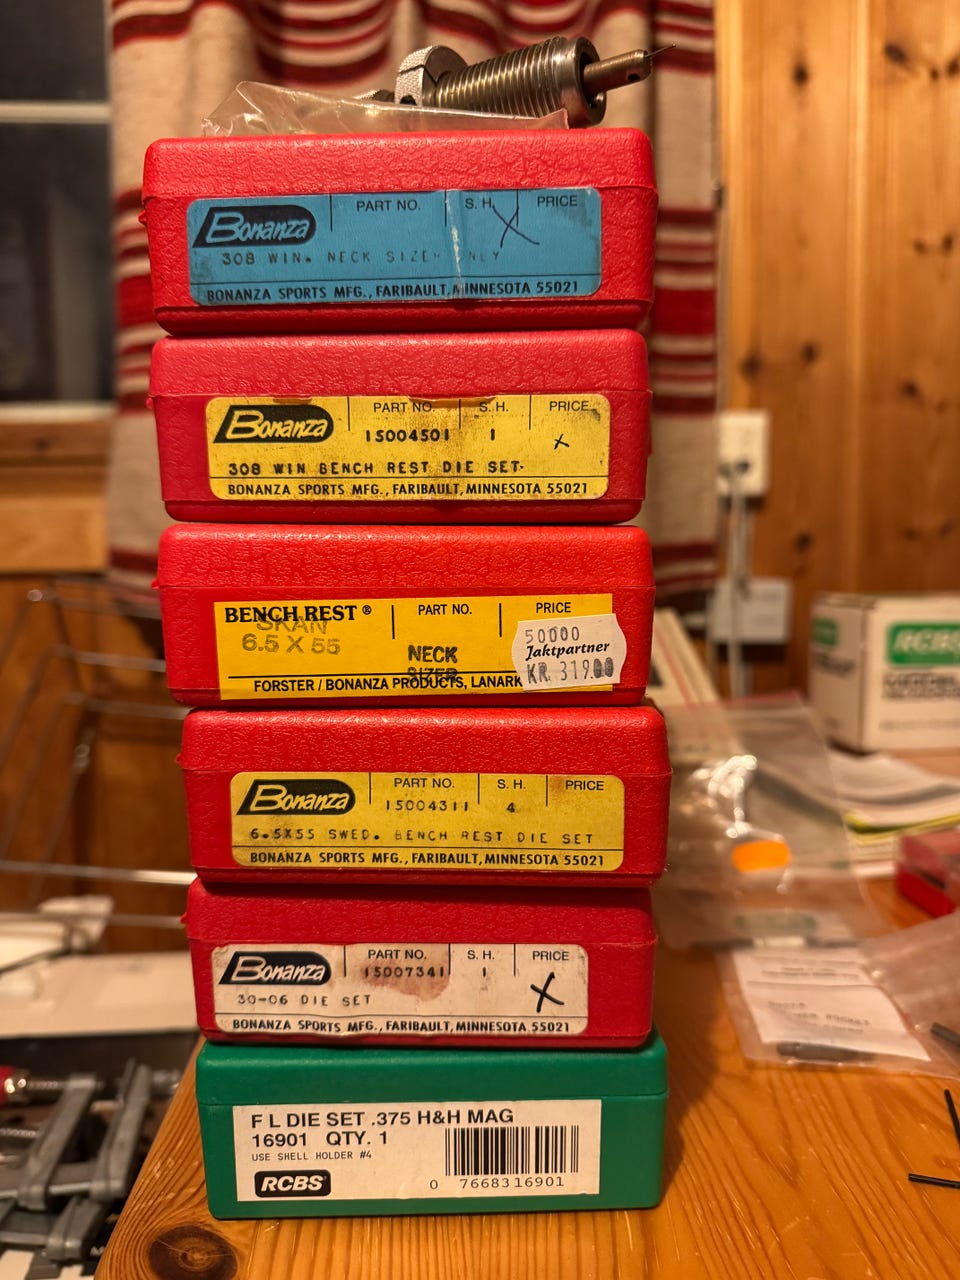 Bonanza
PART NO. S. H. PRICE
308 WIN. NECK SIZER ONLY
BONANZA SPORTS MFG., FARIBAULT, MINNESOTA 55021
Bonanza
PART NO. S. H. PRICE
15004501 1 X
308 WIN BENCH REST DIE SET.
BONANZA SPORTS MFG., FARIBAULT, MINNESOTA 55021
BENCH REST® PART NO. PRICE
SKAN
6.5 X 55
NECK
SIZER
50000
Jaktpartner
KR. 319.00
FORSTER / BONANZA PRODUCTS, LANARK
Bonanza
PART NO. S. H. PRICE
15004311 4
6.5X55 SWED. BENCH REST DIE SET
BONANZA SPORTS MFG., FARIBAULT, MINNESOTA 55021
Bonanza
PART NO. S. H. PRICE
15007341 1 X
30-06 DIE SET
BONANZA SPORTS MFG., FARIBAULT, MINNESOTA 55021
F L DIE SET .375 H&H MAG
16901 QTY. 1
USE SHELL HOLDER #4
RCBS®
0 7668316901
RCBS